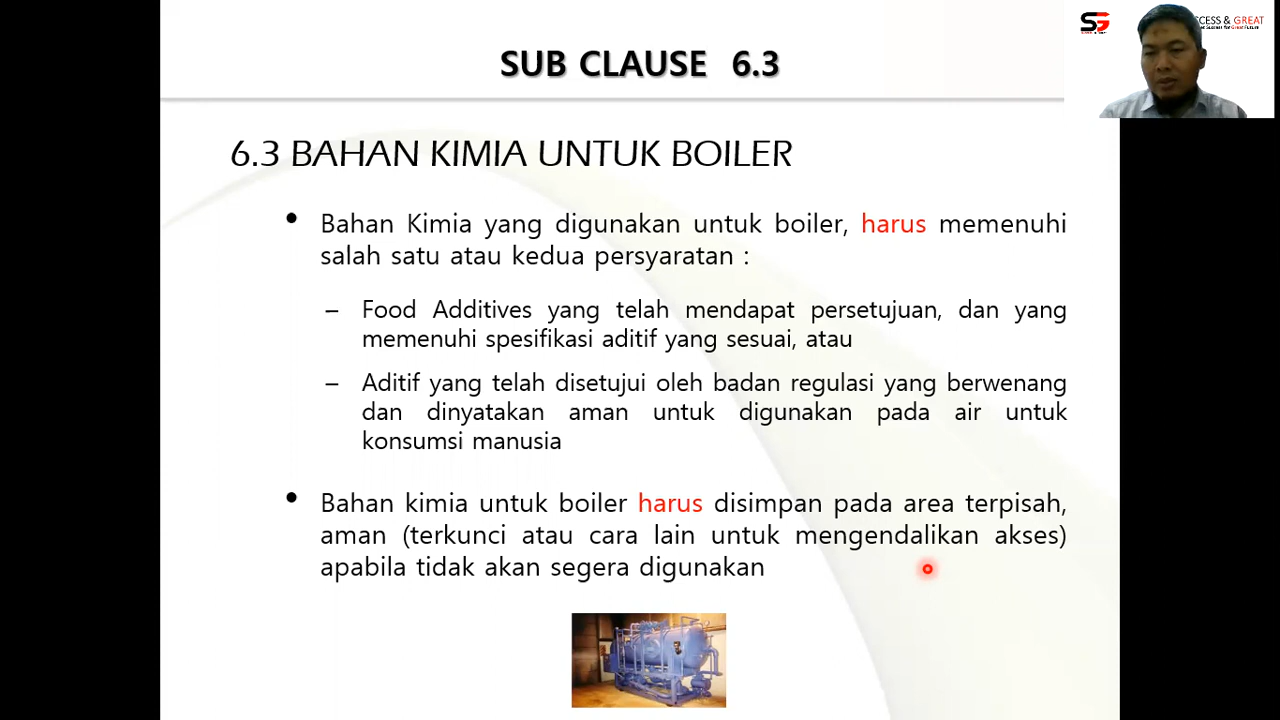 SG
CCESS & GREAT
SUB CLAUSE 6.3
6.3 BAHAN KIMIA UNTUK BOILER
• Bahan Kimia yang digunakan untuk boiler, harus memenuhi
salah satu atau kedua persyaratan :
– Food Additives yang telah mendapat persetujuan, dan yang
memenuhi spesifikasi aditif yang sesuai, atau
– Aditif yang telah disetujui oleh badan regulasi yang berwenang
dan dinyatakan aman untuk digunakan pada air untuk
konsumsi manusia
• Bahan kimia untuk boiler harus disimpan pada area terpisah,
aman (terkunci atau cara lain untuk mengendalikan akses)
apabila tidak akan segera digunakan